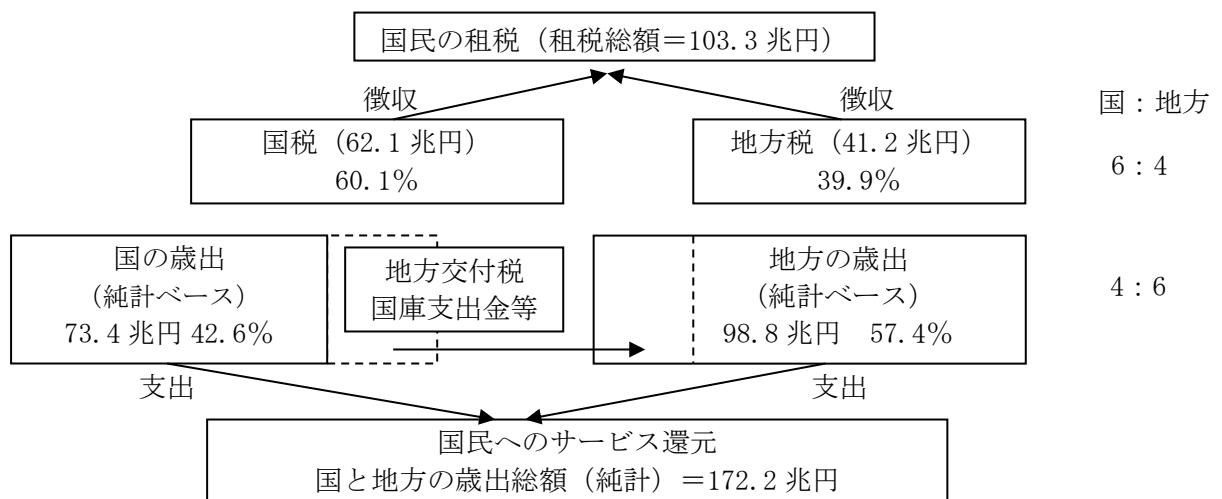 国民の租税（租税総額＝103.3 兆円）
徴収
徴収
国：地方
国税（62.1 兆円）
60.1%
地方税（41.2 兆円）
39.9%
6：4
国の歳出
（純計ベース）
73.4 兆円 42.6%
地方交付税
国庫支出金等
地方の歳出
（純計ベース）
98.8 兆円　57.4%
4：6
支出
支出
国民へのサービス還元
国と地方の歳出総額（純計）＝172.2 兆円